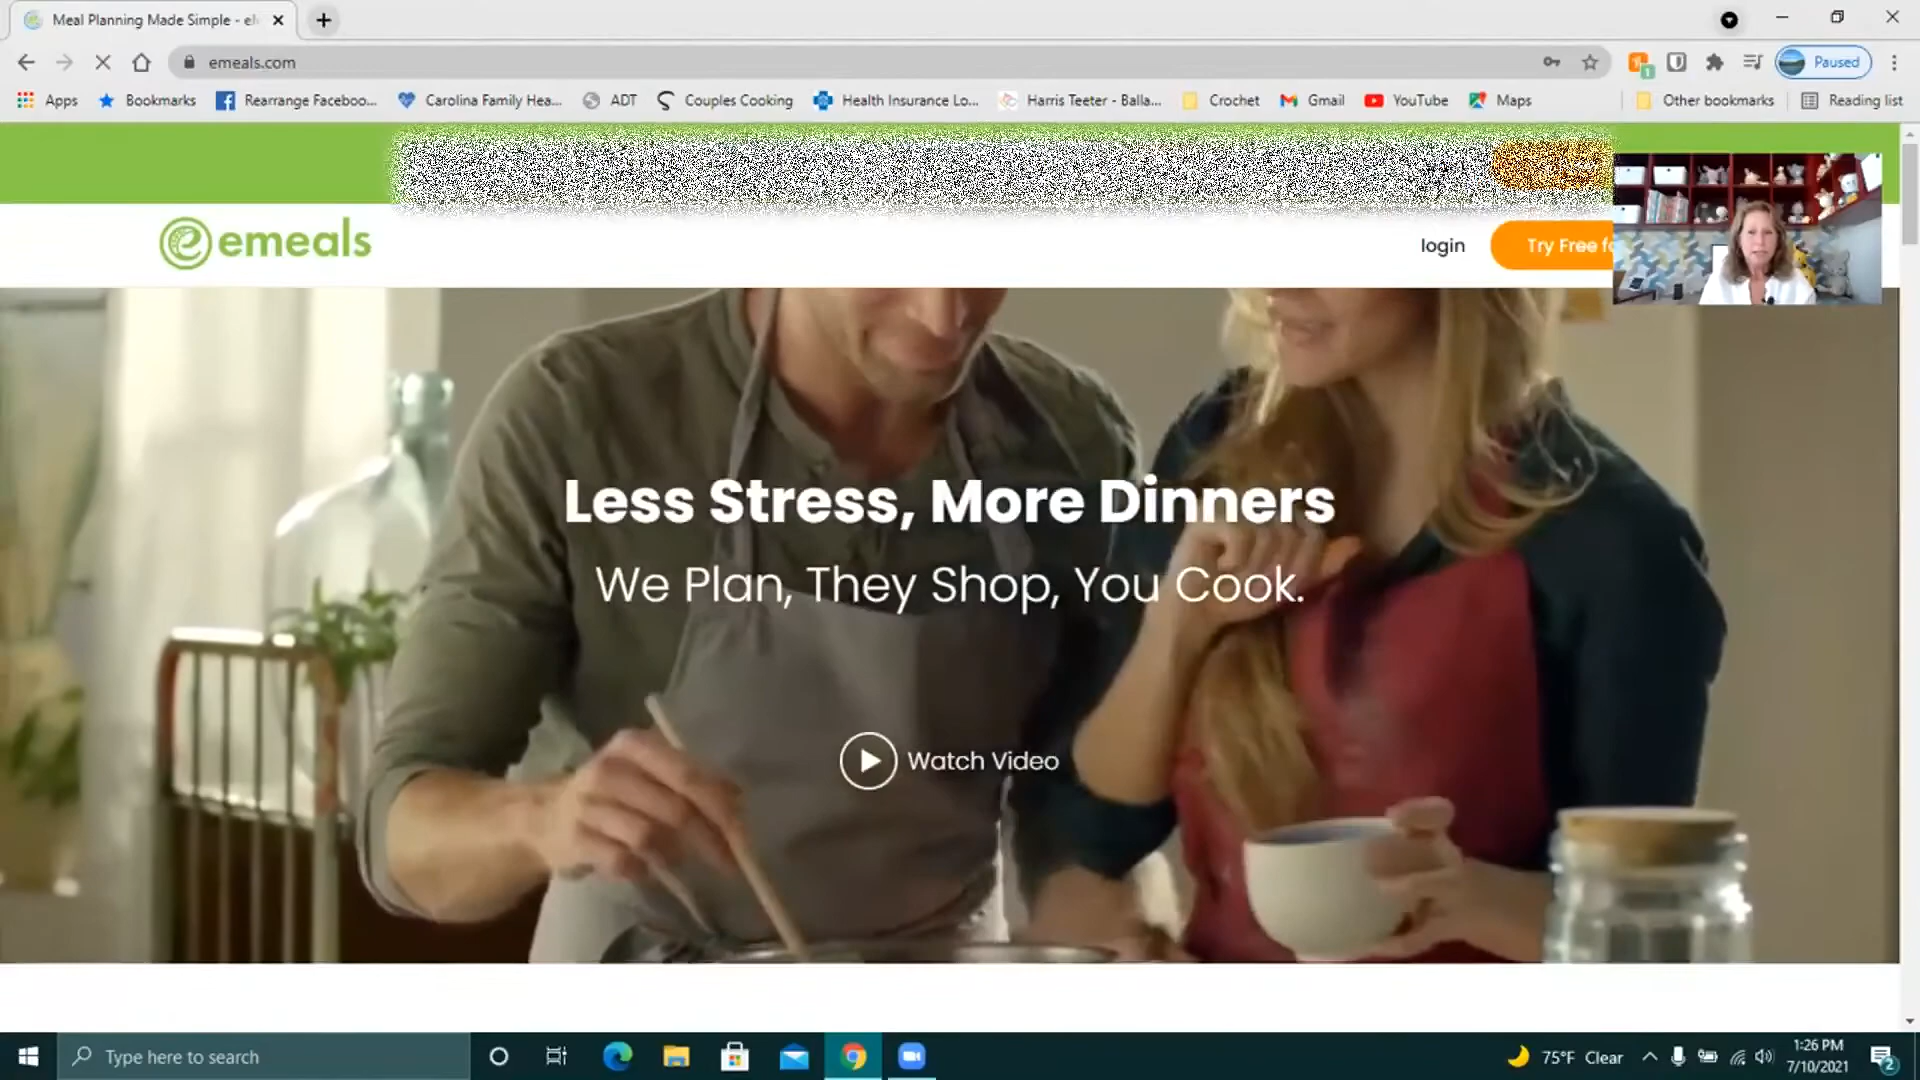 Meal Planning Made Simple - e
emeals.com
Paused
Apps
Bookmarks
Rearrange Faceboo...
Carolina Family Hea...
ADT
Couples Cooking
Health Insurance Lo...
Harris Teeter - Balla...
Crochet
Gmail
YouTube
Maps
Other bookmarks
Reading list
emeals
login
Try Free fo
Less Stress, More Dinners
We Plan, They Shop, You Cook.
Watch Video
Type here to search
75°F Clear
1:26 PM
7/10/2021
2